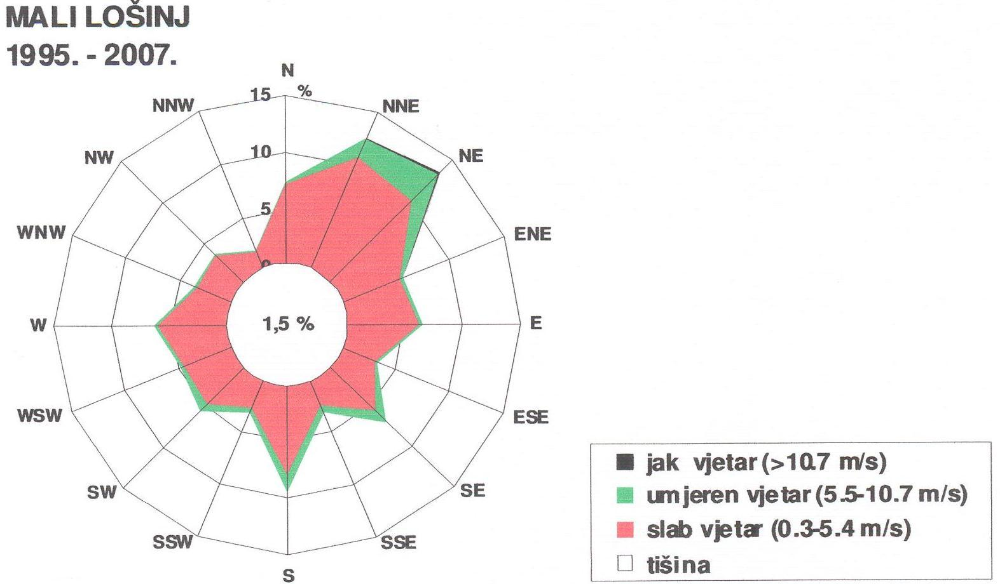 MALI LOŠINJ
1995. - 2007.
N
15 %
NNW
NNE
NW
NE
10
5
WNW
ENE
0
W
1,5 %
E
WSW
ESE
SW
SE
SSW
SSE
S
jak vjetar (>10.7 m/s)
umjeren vjetar (5.5-10.7 m/s)
slab vjetar (0.3-5.4 m/s)
tišina